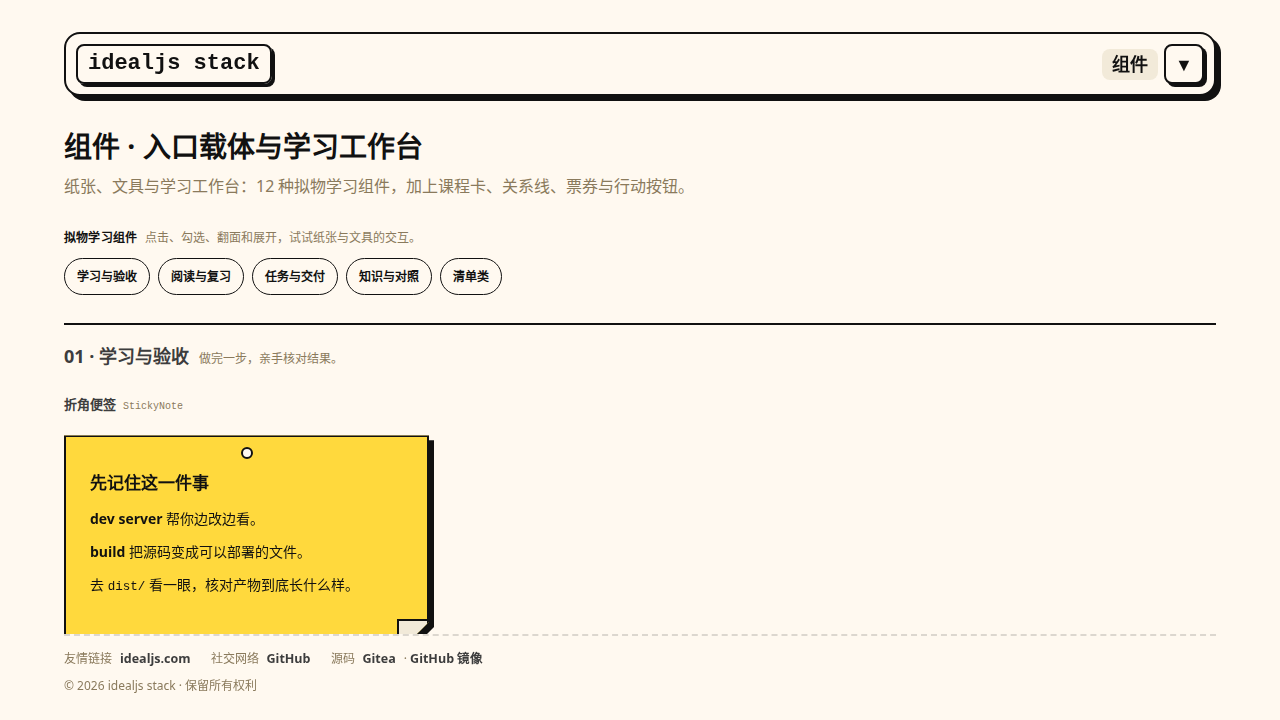 idealjs stack
组件 ▼
组件 · 入口载体与学习工作台
纸张、文具与学习工作台：12 种拟物学习组件，加上课程卡、关系线、票券与行动按钮。
拟物学习组件 点击、勾选、翻面和展开，试试纸张与文具的交互。
学习与验收 阅读与复习 任务与交付 知识与对照 清单类
01 · 学习与验收 做完一步，亲手核对结果。
折角便签 StickyNote
先记住这一件事
dev server 帮你边改边看。
build 把源码变成可以部署的文件。
去 dist/ 看一眼，核对产物到底长什么样。
友情链接 idealjs.com 社交网络 GitHub 源码 Gitea · GitHub 镜像
© 2026 idealjs stack · 保留所有权利